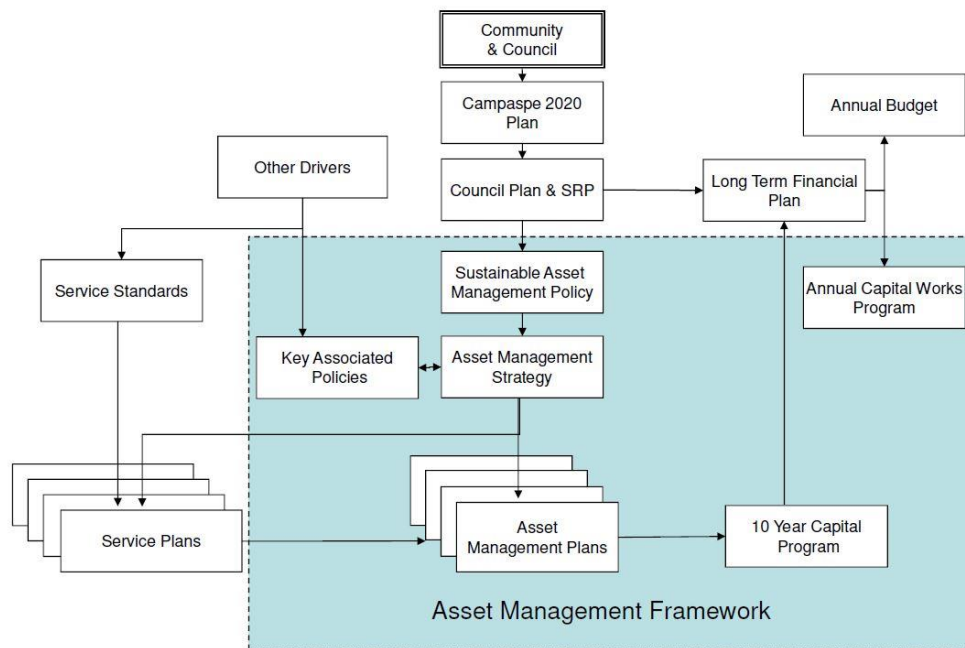 Community
& Council
Campaspe 2020
Plan
Annual Budget
Other Drivers
Council Plan & SRP
Long Term Financial
Plan
Service Standards
Sustainable Asset
Management Policy
Annual Capital Works
Program
Key Associated
Policies
Asset Management
Strategy
Service Plans
Asset
Management Plans
10 Year Capital
Program
Asset Management Framework